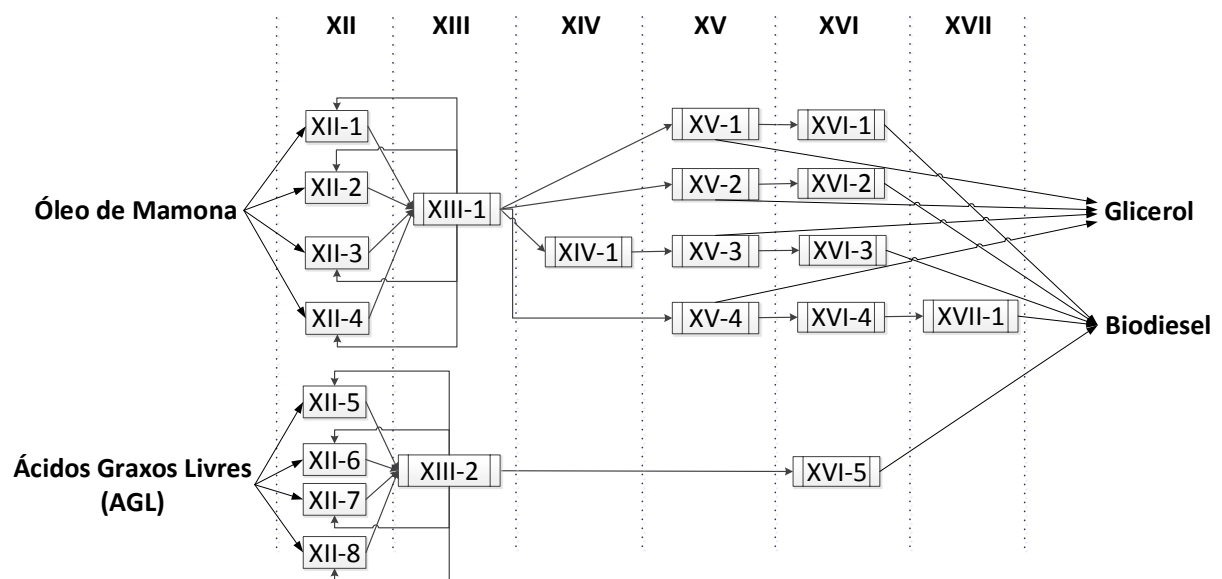 XII XIII XIV XV XVI XVII
XII-1 XV-1 XVI-1
XII-2 XV-2 XVI-2
Óleo de Mamona XIII-1 Glicerol
XII-3 XIV-1 XV-3 XVI-3
XII-4 XV-4 XVI-4 XVII-1 Biodiesel
XII-5
XII-6
Ácidos Graxos Livres XIII-2 XVI-5
(AGL) XII-7
XII-8